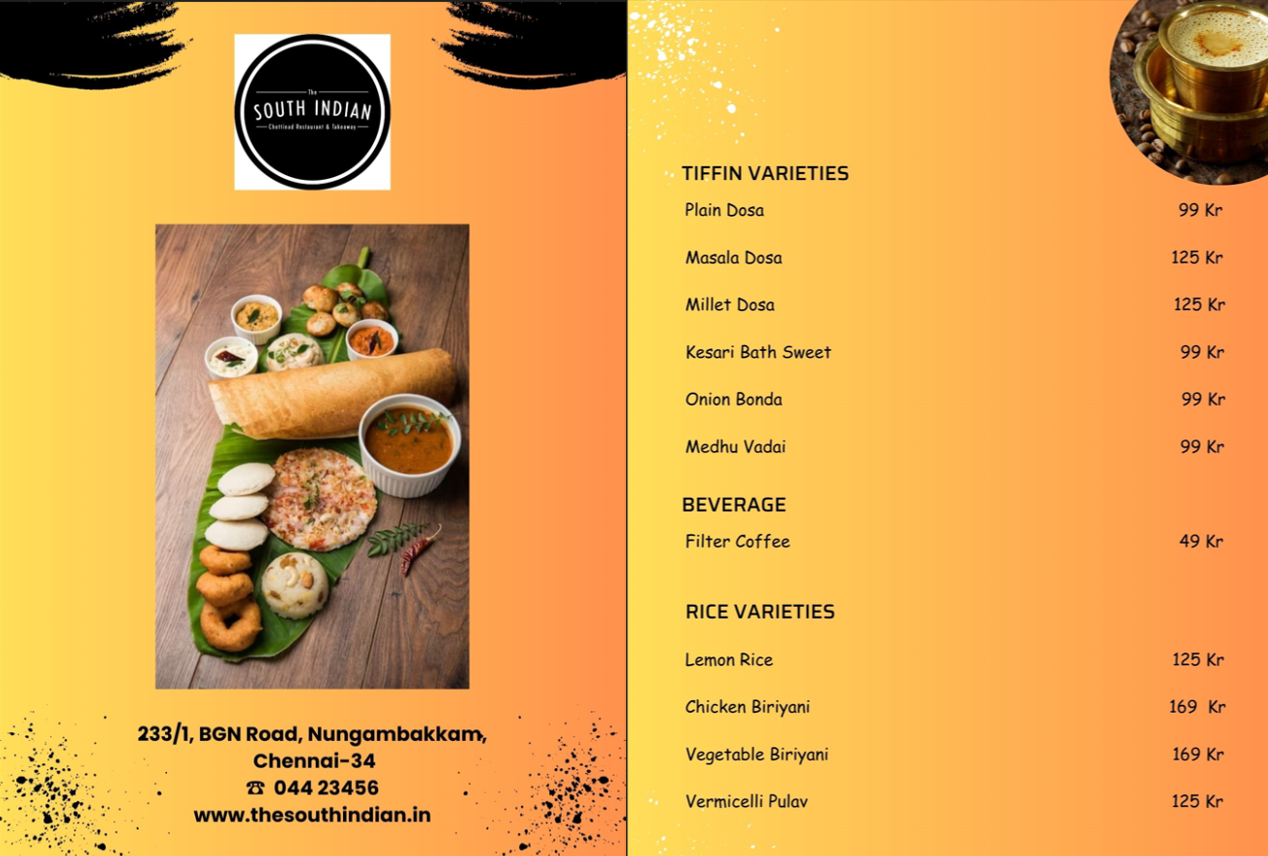 The
SOUTH INDIAN
Chettinad Restaurant & Takeaway
233/1, BGN Road, Nungambakkam,
Chennai-34
☎ 044 23456
www.thesouthindian.in
TIFFIN VARIETIES
Plain Dosa 99 Kr
Masala Dosa 125 Kr
Millet Dosa 125 Kr
Kesari Bath Sweet 99 Kr
Onion Bonda 99 Kr
Medhu Vadai 99 Kr
BEVERAGE
Filter Coffee 49 Kr
RICE VARIETIES
Lemon Rice 125 Kr
Chicken Biriyani 169 Kr
Vegetable Biriyani 169 Kr
Vermicelli Pulav 125 Kr